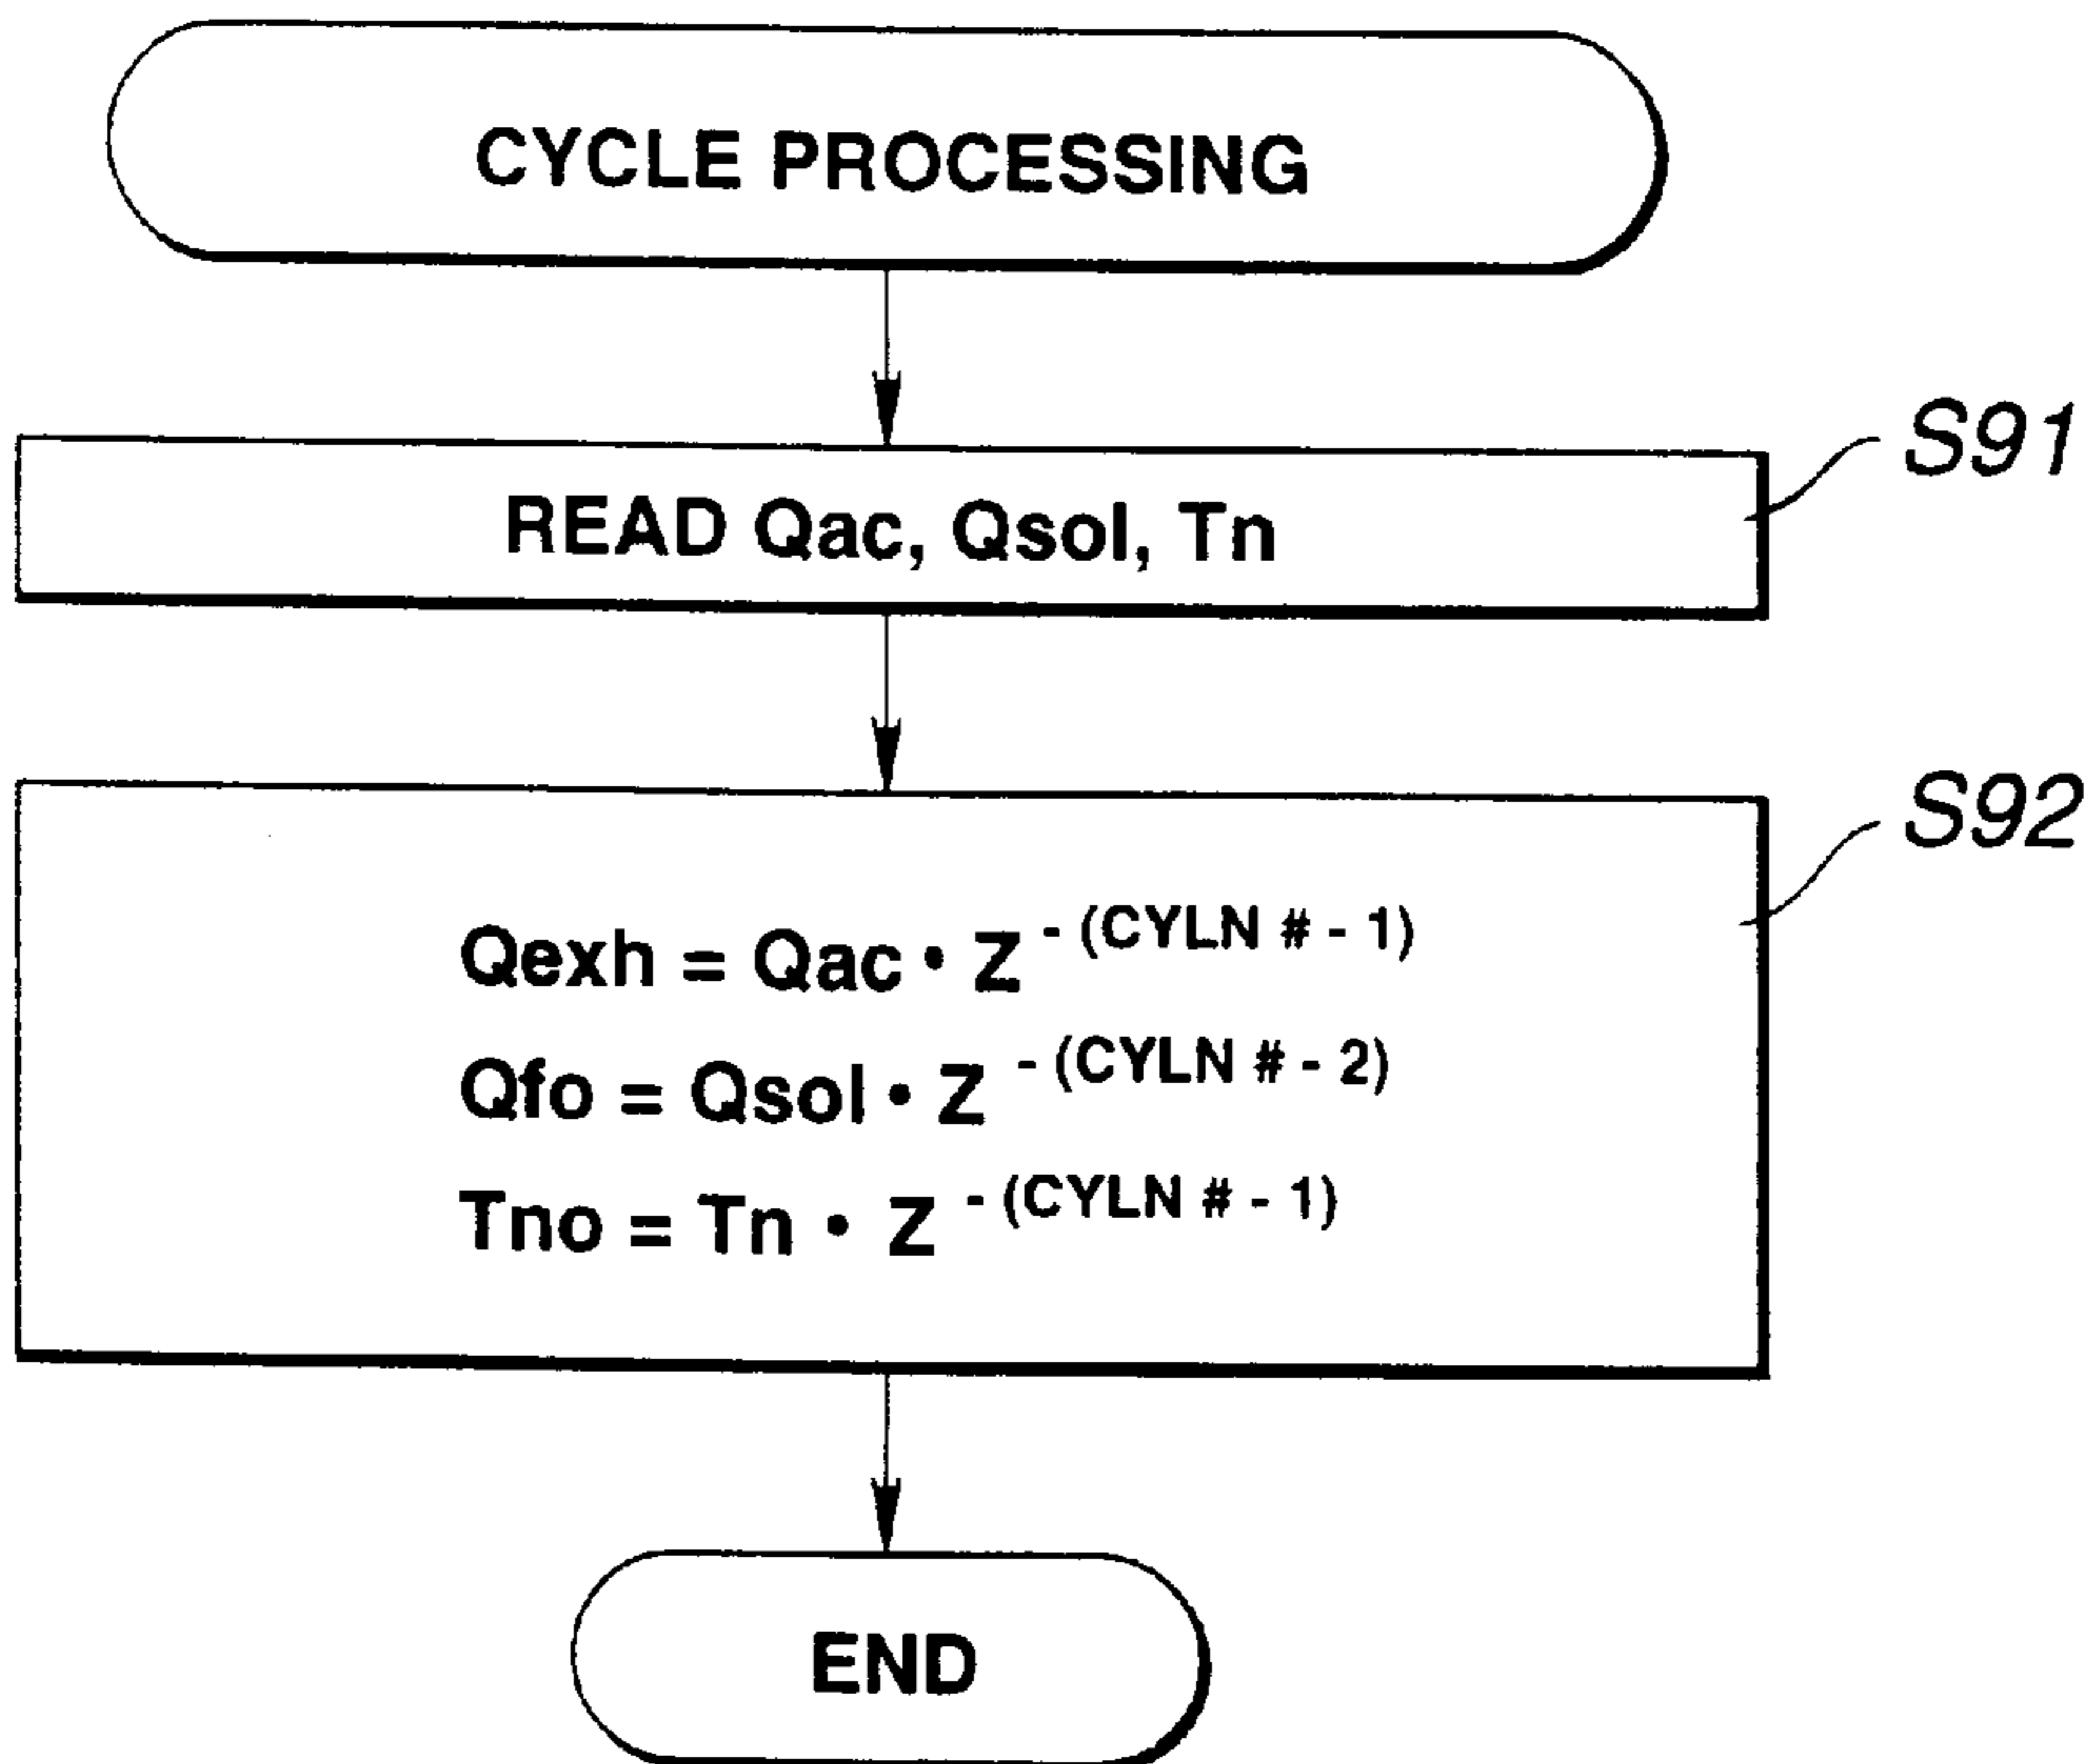 CYCLE PROCESSING
READ Qac, Qsol, Tn
S91
S92
Qexh = Qac • Z - (CYLN # - 1)
Qfo = Qsol • Z - (CYLN # - 2)
Tno = Tn • Z - (CYLN # - 1)
END